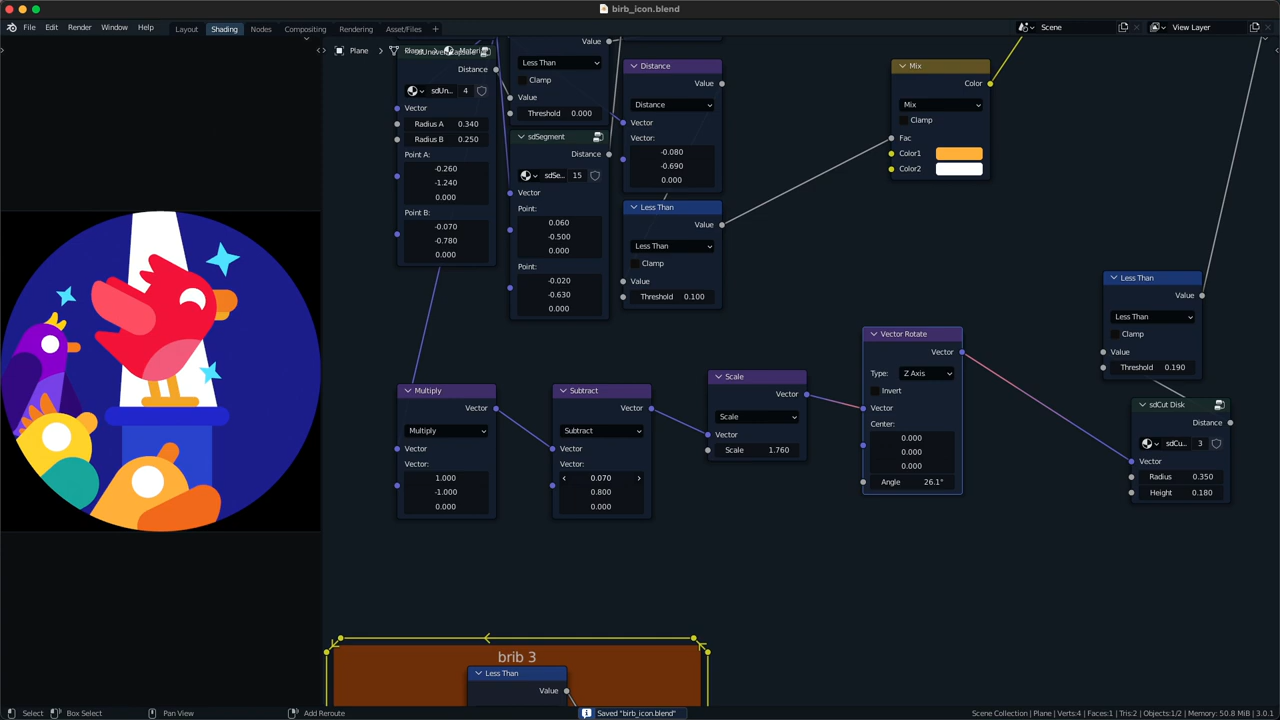 birb_icon.blend
File Edit Render Window Help Layout Shading Nodes Compositing Rendering Asset/Files + Scene View Layer
Plane
Distance
sdUn... 4
Vector
Radius A 0.340
Radius B 0.250
Point A:
-0.260
-1.240
0.000
Point B:
-0.070
-0.780
0.000
Value
Less Than
Clamp
Value
Threshold 0.000
sdSegment
Distance
sdSe... 15
Vector
Point:
0.060
-0.500
0.000
Point:
-0.020
-0.630
0.000
Distance
Value
Distance
Vector
Vector:
-0.080
-0.690
0.000
Less Than
Value
Less Than
Clamp
Value
Threshold 0.100
Mix
Color
Mix
Clamp
Fac
Color1
Color2
Multiply
Vector
Multiply
Vector
Vector:
1.000
-1.000
0.000
Subtract
Vector
Subtract
Vector
Vector:
0.070
0.800
0.000
Scale
Vector
Scale
Vector
Scale 1.760
Vector Rotate
Vector
Type: Z Axis
Invert
Vector
Center:
0.000
0.000
0.000
Angle 26.1°
Less Than
Value
Less Than
Clamp
Value
Threshold 0.190
sdCut Disk
Distance
sdCu... 3
Vector
Radius 0.350
Height 0.180
brib 3
Less Than
Value
Select Box Select Pan View Add Reroute Saved "birb_icon.blend" Scene Collection | Plane | Verts:4 | Faces:1 | Tris:2 | Objects:1/2 | Memory: 50.8 MiB | 3.0.1